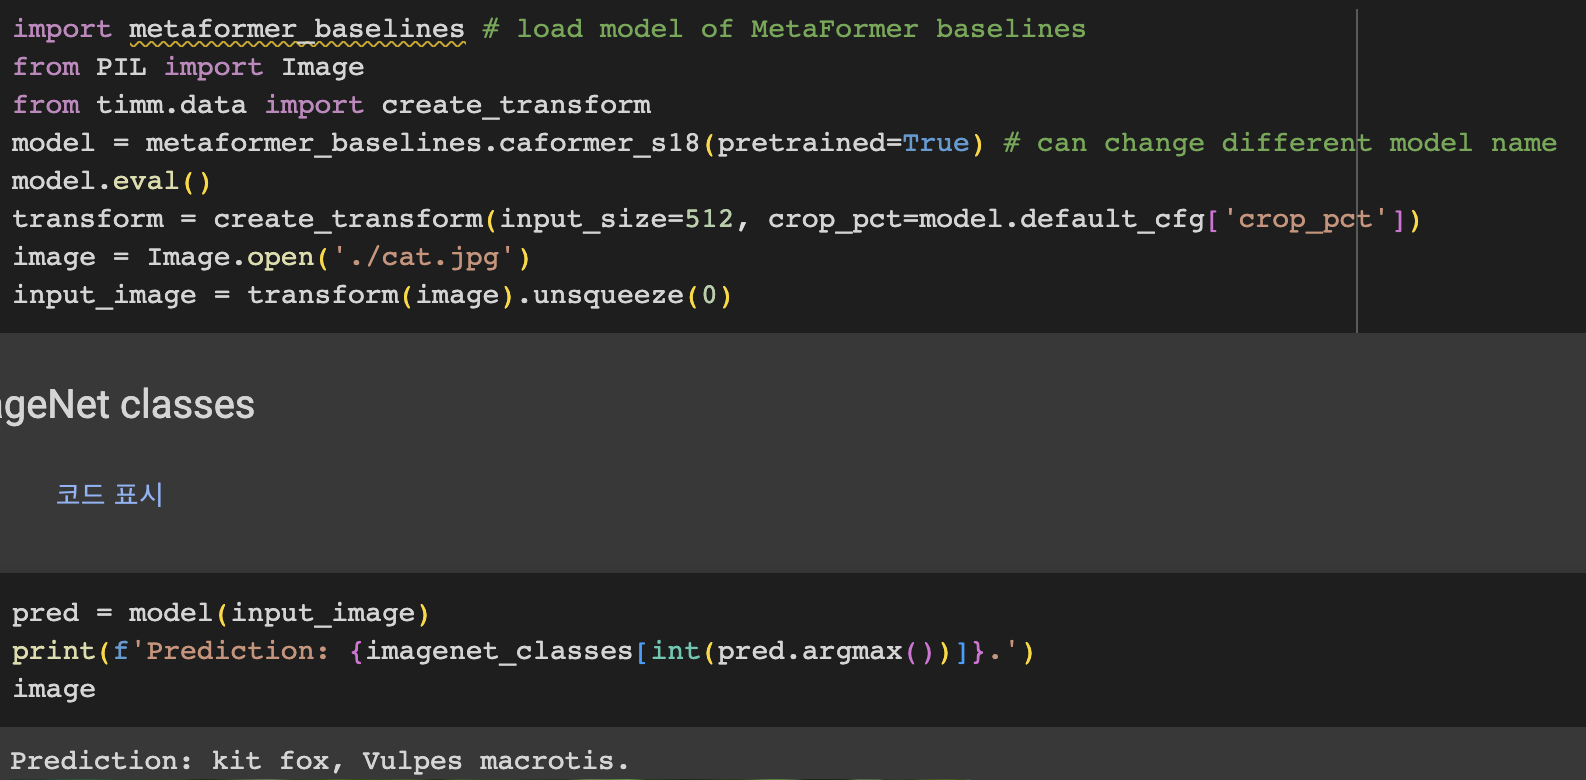 import metaformer_baselines # load model of MetaFormer baselines
from PIL import Image
from timm.data import create_transform
model = metaformer_baselines.caformer_s18(pretrained=True) # can change different model name
model.eval()
transform = create_transform(input_size=512, crop_pct=model.default_cfg['crop_pct'])
image = Image.open('./cat.jpg')
input_image = transform(image).unsqueeze(0)
ageNet classes
코드 표시
pred = model(input_image)
print(f'Prediction: {imagenet_classes[int(pred.argmax())]}.')
image
Prediction: kit fox, Vulpes macrotis.